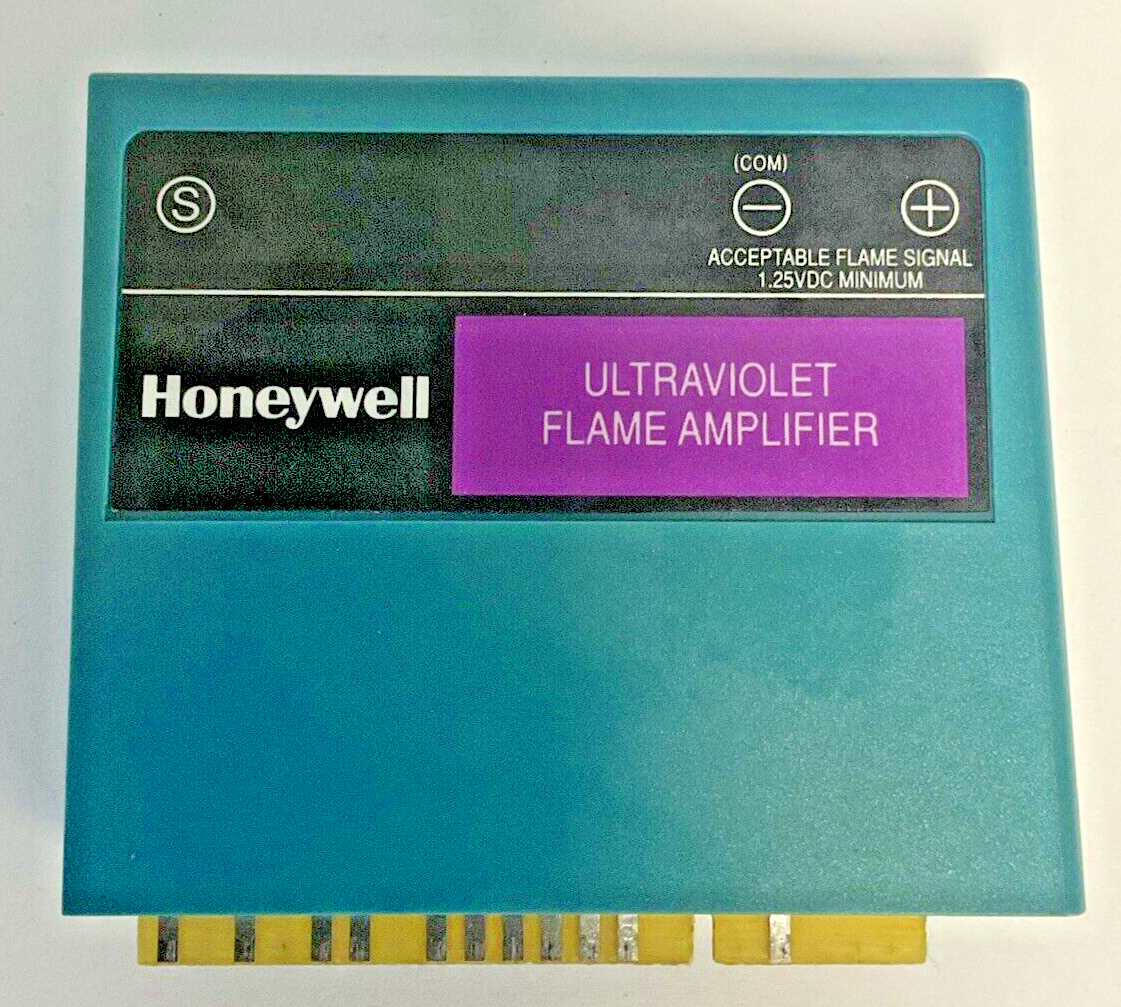 (COM)
S − +
ACCEPTABLE FLAME SIGNAL
1.25VDC MINIMUM
Honeywell
ULTRAVIOLET
FLAME AMPLIFIER